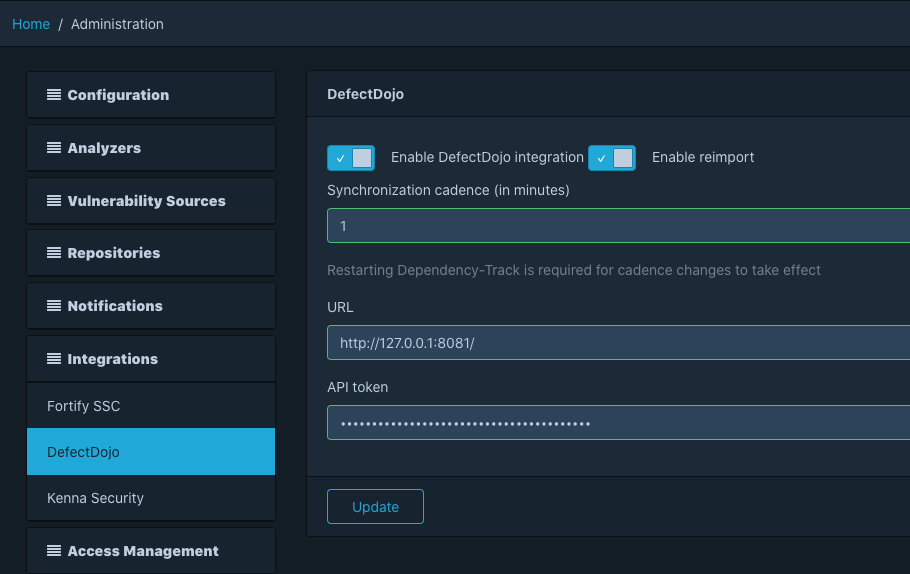 Home / Administration
Configuration
Analyzers
Vulnerability Sources
Repositories
Notifications
Integrations
Fortify SSC
DefectDojo
Kenna Security
Access Management
DefectDojo
Enable DefectDojo integration Enable reimport
Synchronization cadence (in minutes)
1
Restarting Dependency-Track is required for cadence changes to take effect
URL
http://127.0.0.1:8081/
API token
••••••••••••••••••••••••••••••••••••••••
Update